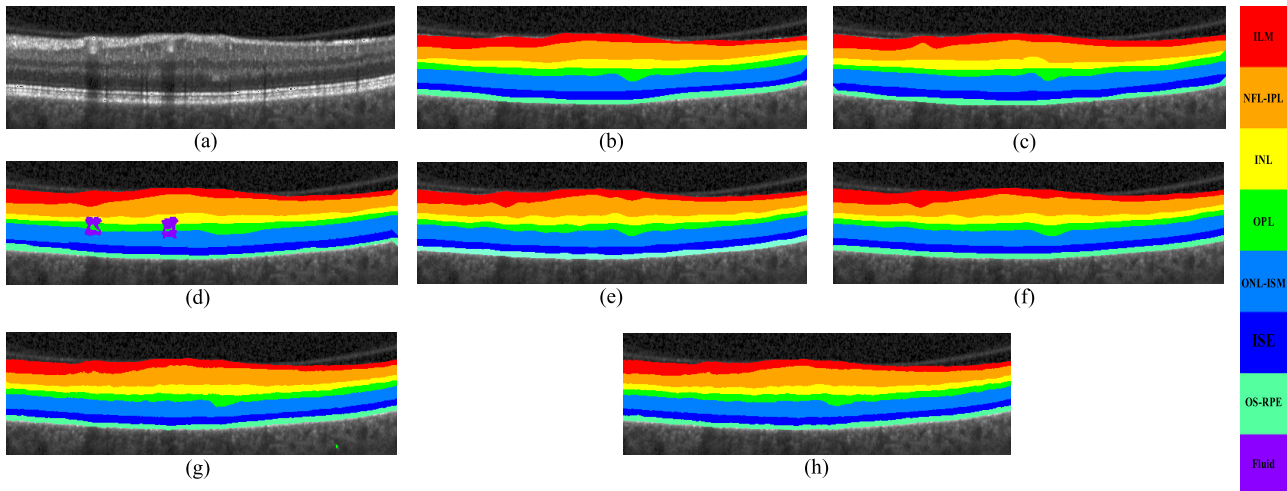 (a)
(b)
(c)
(d)
(e)
(f)
(g)
(h)
ILM
NFL-IPL
INL
OPL
ONL-ISM
ISE
OS-RPE
Fluid